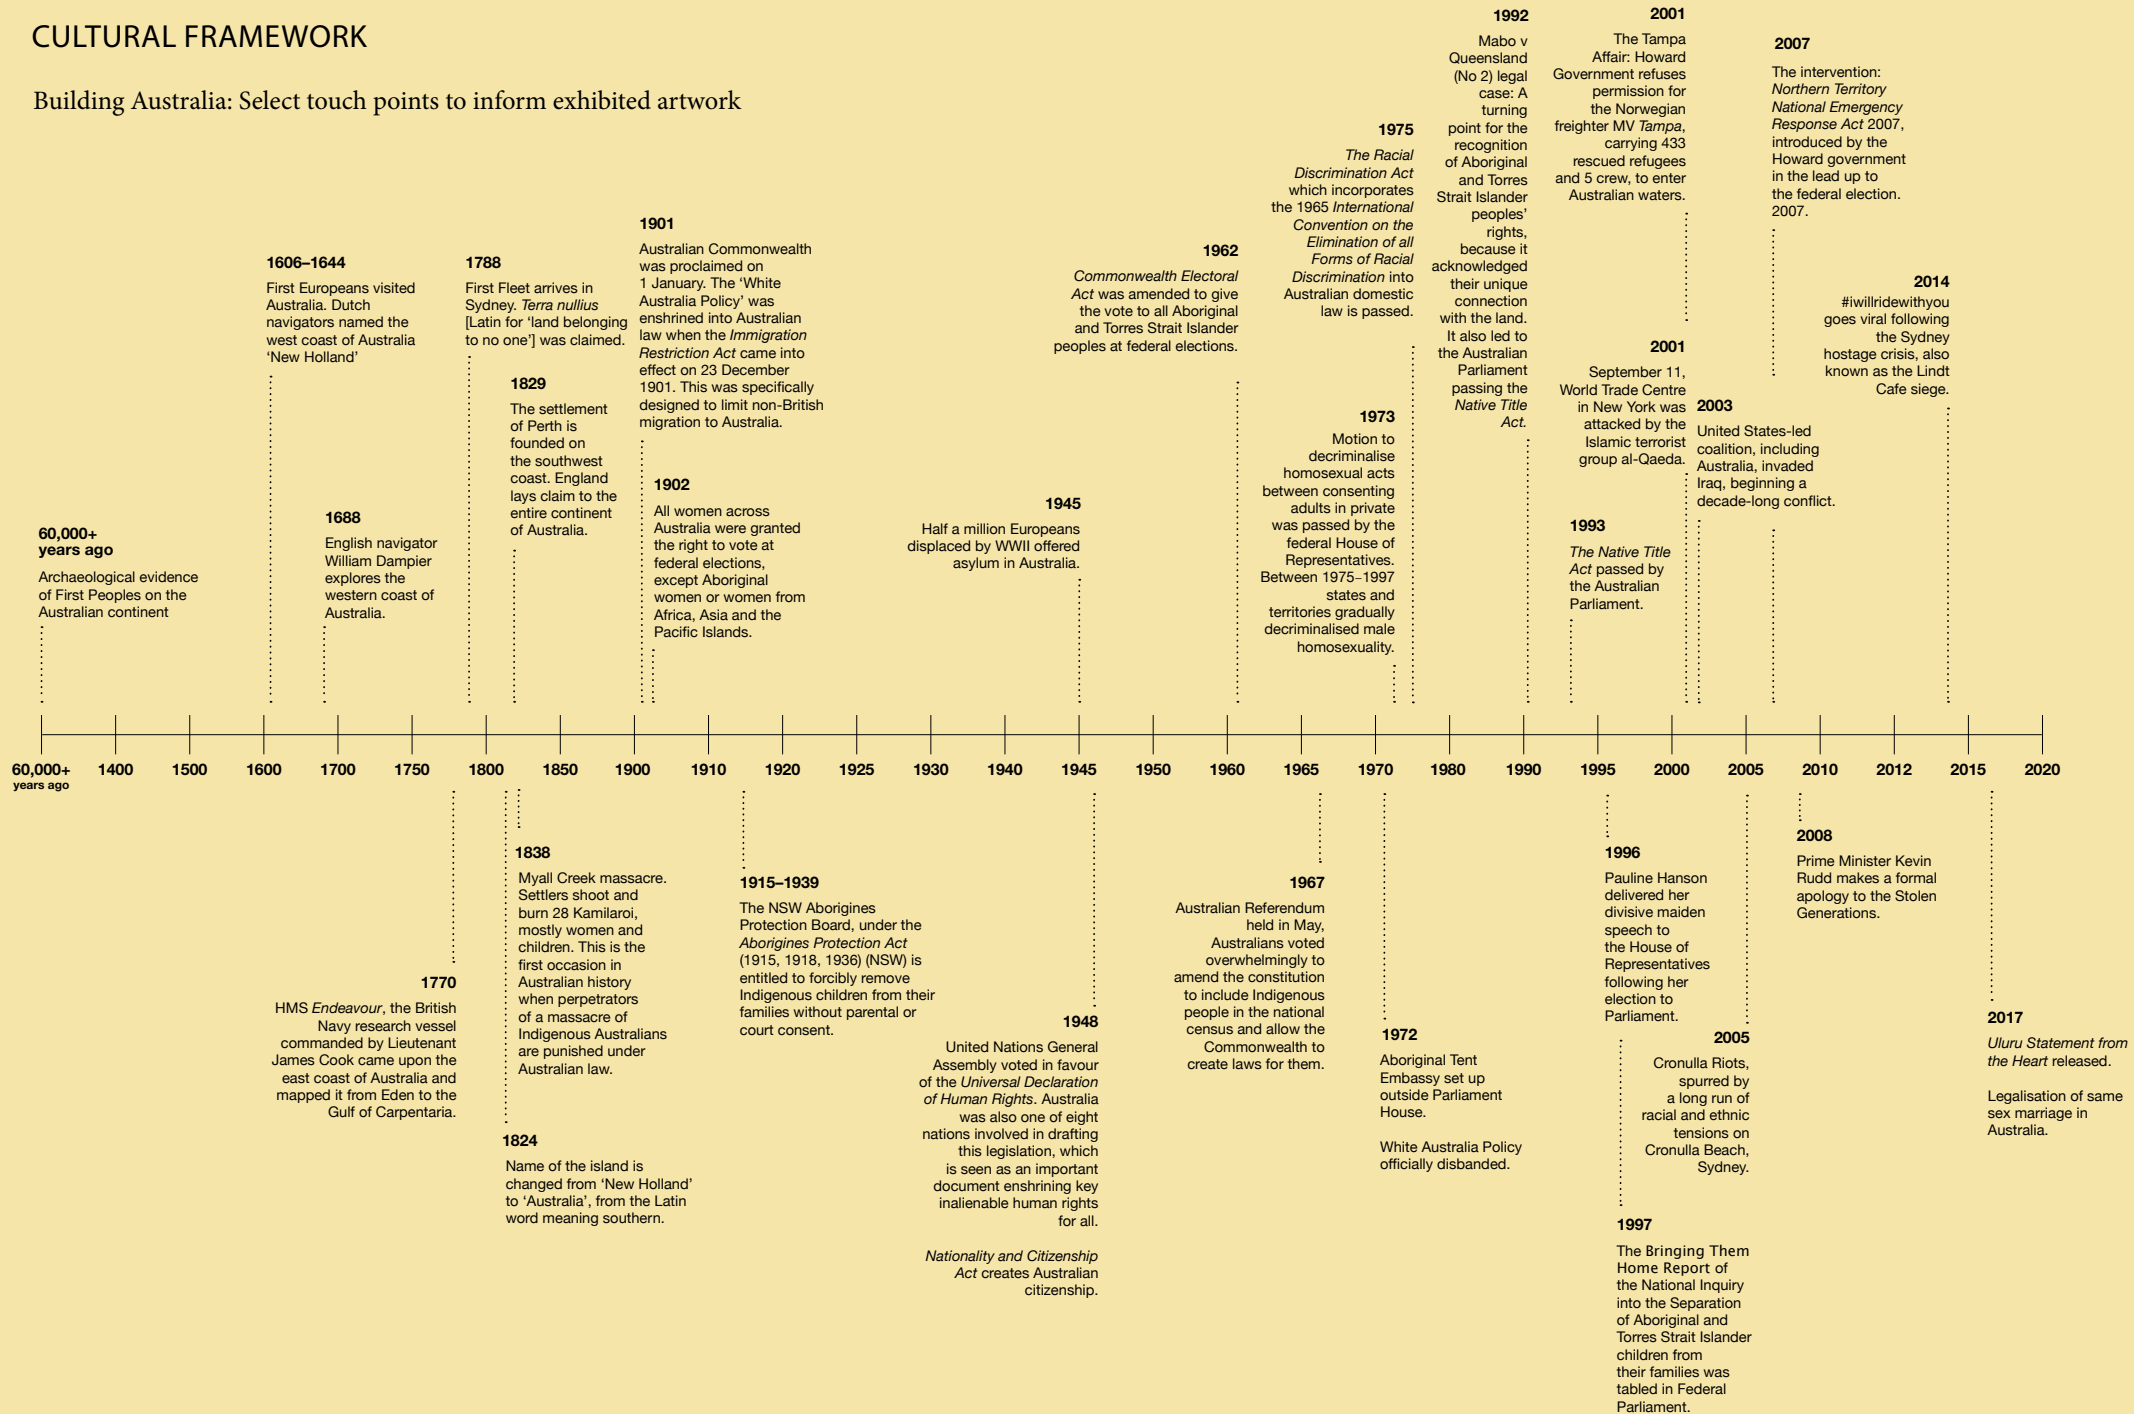 CULTURAL FRAMEWORK
Building Australia: Select touch points to inform exhibited artwork
60,000+
years ago
Archaeological evidence
of First Peoples on the
Australian continent
1606–1644
First Europeans visited
Australia. Dutch
navigators named the
west coast of Australia
‘New Holland’
1688
English navigator
William Dampier
explores the
western coast of
Australia.
1788
First Fleet arrives in
Sydney. Terra nullius
[Latin for ‘land belonging
to no one’] was claimed.
1829
The settlement
of Perth is
founded on
the southwest
coast. England
lays claim to the
entire continent
of Australia.
1901
Australian Commonwealth
was proclaimed on
1 January. The ‘White
Australia Policy’ was
enshrined into Australian
law when the Immigration
Restriction Act came into
effect on 23 December
1901. This was specifically
designed to limit non-British
migration to Australia.
1902
All women across
Australia were granted
the right to vote at
federal elections,
except Aboriginal
women or women from
Africa, Asia and the
Pacific Islands.
1945
Half a million Europeans
displaced by WWII offered
asylum in Australia.
1962
Commonwealth Electoral
Act was amended to give
the vote to all Aboriginal
and Torres Strait Islander
peoples at federal elections.
1973
Motion to
decriminalise
homosexual acts
between consenting
adults in private
was passed by the
federal House of
Representatives.
Between 1975–1997
states and
territories gradually
decriminalised male
homosexuality.
1975
The Racial
Discrimination Act
which incorporates
the 1965 International
Convention on the
Elimination of all
Forms of Racial
Discrimination into
Australian domestic
law is passed.
1992
Mabo v
Queensland
(No 2) legal
case: A
turning
point for the
recognition
of Aboriginal
and Torres
Strait Islander
peoples’
rights,
because it
acknowledged
their unique
connection
with the land.
It also led to
the Australian
Parliament
passing the
Native Title
Act.
1993
The Native Title
Act passed by
the Australian
Parliament.
2001
The Tampa
Affair: Howard
Government refuses
permission for
the Norwegian
freighter MV Tampa,
carrying 433
rescued refugees
and 5 crew, to enter
Australian waters.
2001
September 11,
World Trade Centre
in New York was
attacked by the
Islamic terrorist
group al-Qaeda.
2003
United States-led
coalition, including
Australia, invaded
Iraq, beginning a
decade-long conflict.
2007
The intervention:
Northern Territory
National Emergency
Response Act 2007,
introduced by the
Howard government
in the lead up to
the federal election.
2007.
2014
#iwillridewithyou
goes viral following
the Sydney
hostage crisis, also
known as the Lindt
Cafe siege.
60,000+ 1400 1500 1600 1700 1750 1800 1850 1900 1910 1920 1925 1930 1940 1945 1950 1960 1965 1970 1980 1990 1995 2000 2005 2010 2012 2015 2020
years ago
1770
HMS Endeavour, the British
Navy research vessel
commanded by Lieutenant
James Cook came upon the
east coast of Australia and
mapped it from Eden to the
Gulf of Carpentaria.
1838
Myall Creek massacre.
Settlers shoot and
burn 28 Kamilaroi,
mostly women and
children. This is the
first occasion in
Australian history
when perpetrators
of a massacre of
Indigenous Australians
are punished under
Australian law.
1824
Name of the island is
changed from ‘New Holland’
to ‘Australia’, from the Latin
word meaning southern.
1915–1939
The NSW Aborigines
Protection Board, under the
Aborigines Protection Act
(1915, 1918, 1936) (NSW) is
entitled to forcibly remove
Indigenous children from their
families without parental or
court consent.
1948
United Nations General
Assembly voted in favour
of the Universal Declaration
of Human Rights. Australia
was also one of eight
nations involved in drafting
this legislation, which
is seen as an important
document enshrining key
inalienable human rights
for all.
Nationality and Citizenship
Act creates Australian
citizenship.
1967
Australian Referendum
held in May,
Australians voted
overwhelmingly to
amend the constitution
to include Indigenous
people in the national
census and allow the
Commonwealth to
create laws for them.
1972
Aboriginal Tent
Embassy set up
outside Parliament
House.
White Australia Policy
officially disbanded.
1996
Pauline Hanson
delivered her
divisive maiden
speech to
the House of
Representatives
following her
election to
Parliament.
2005
Cronulla Riots,
spurred by
a long run of
racial and ethnic
tensions on
Cronulla Beach,
Sydney.
1997
The Bringing Them
Home Report of
the National Inquiry
into the Separation
of Aboriginal and
Torres Strait Islander
children from
their families was
tabled in Federal
Parliament.
2008
Prime Minister Kevin
Rudd makes a formal
apology to the Stolen
Generations.
2017
Uluru Statement from
the Heart released.
Legalisation of same
sex marriage in
Australia.